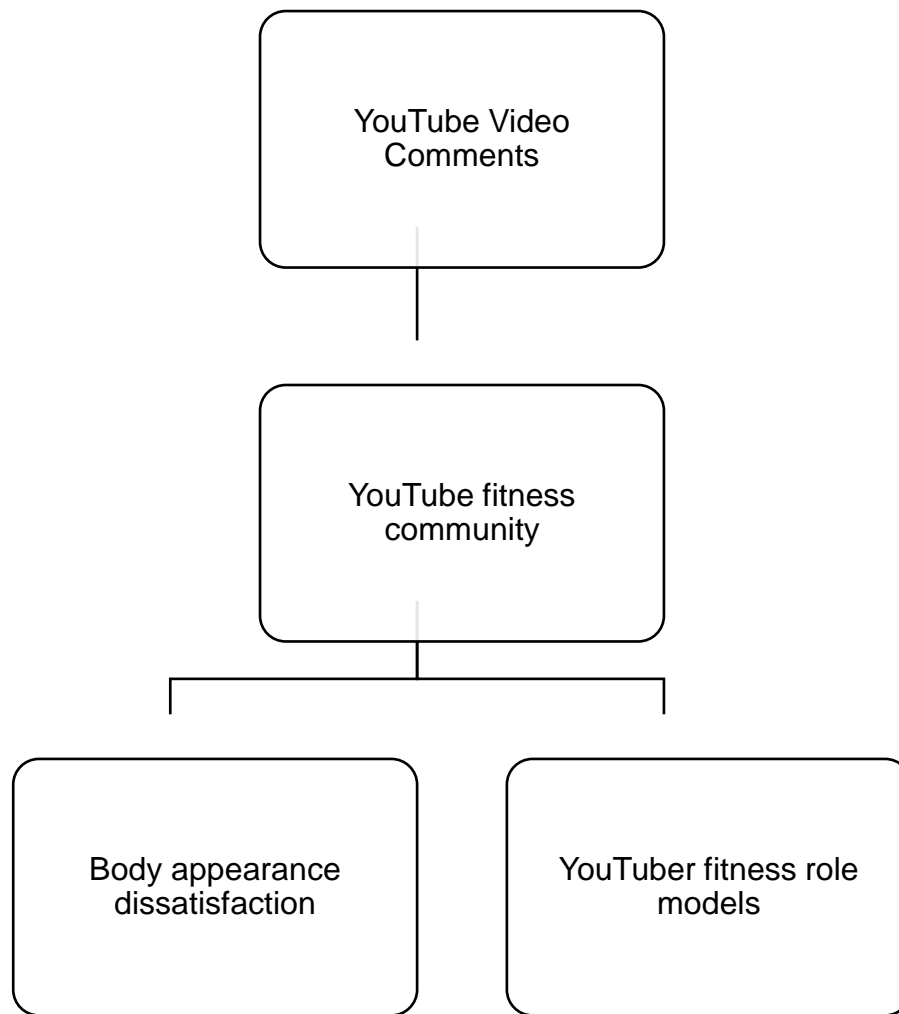 YouTube Video
Comments
YouTube fitness
community
Body appearance
dissatisfaction
YouTuber fitness role
models